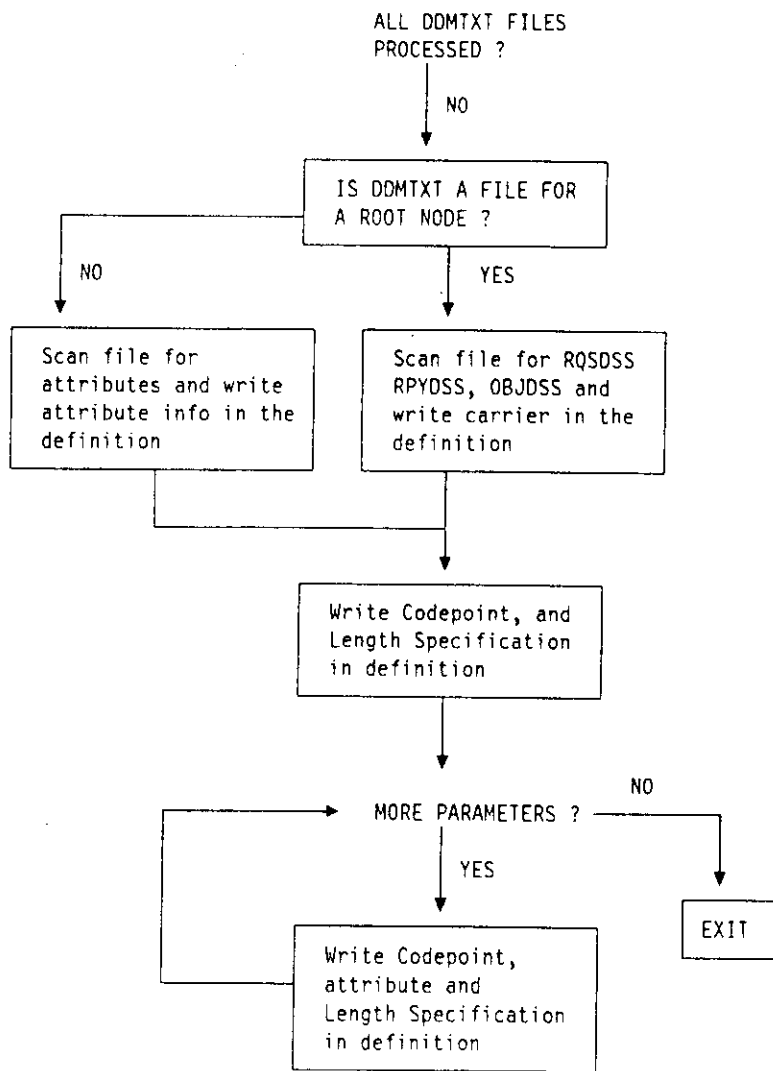 ALL DDMTXT FILES
PROCESSED ?
NO
IS DDMTXT A FILE FOR
A ROOT NODE ?
NO
YES
Scan file for
attributes and write
attribute info in the
definition
Scan file for RQSDSS
RPYDSS, OBJDSS and
write carrier in the
definition
Write Codepoint, and
Length Specification
in definition
MORE PARAMETERS ?
NO
YES
EXIT
Write Codepoint,
attribute and
Length Specification
in definition